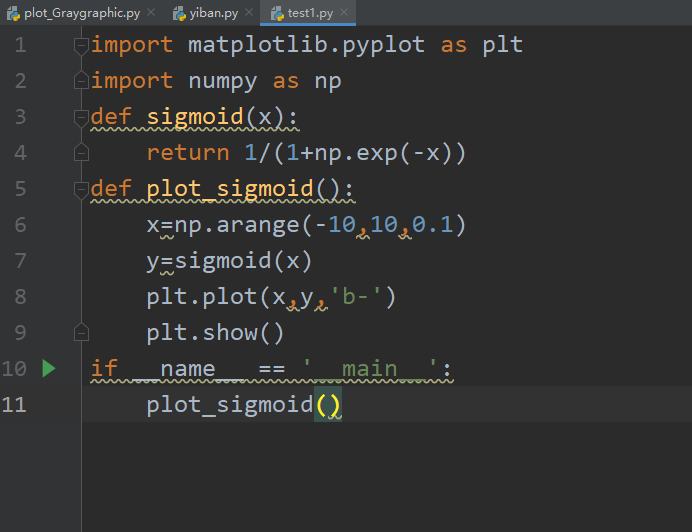 plot_Graygraphic.py yiban.py test1.py
1 import matplotlib.pyplot as plt
2 import numpy as np
3 def sigmoid(x):
4     return 1/(1+np.exp(-x))
5 def plot_sigmoid():
6     x=np.arange(-10,10,0.1)
7     y=sigmoid(x)
8     plt.plot(x,y,'b-')
9     plt.show()
10 if __name__ == '__main__':
11     plot_sigmoid()